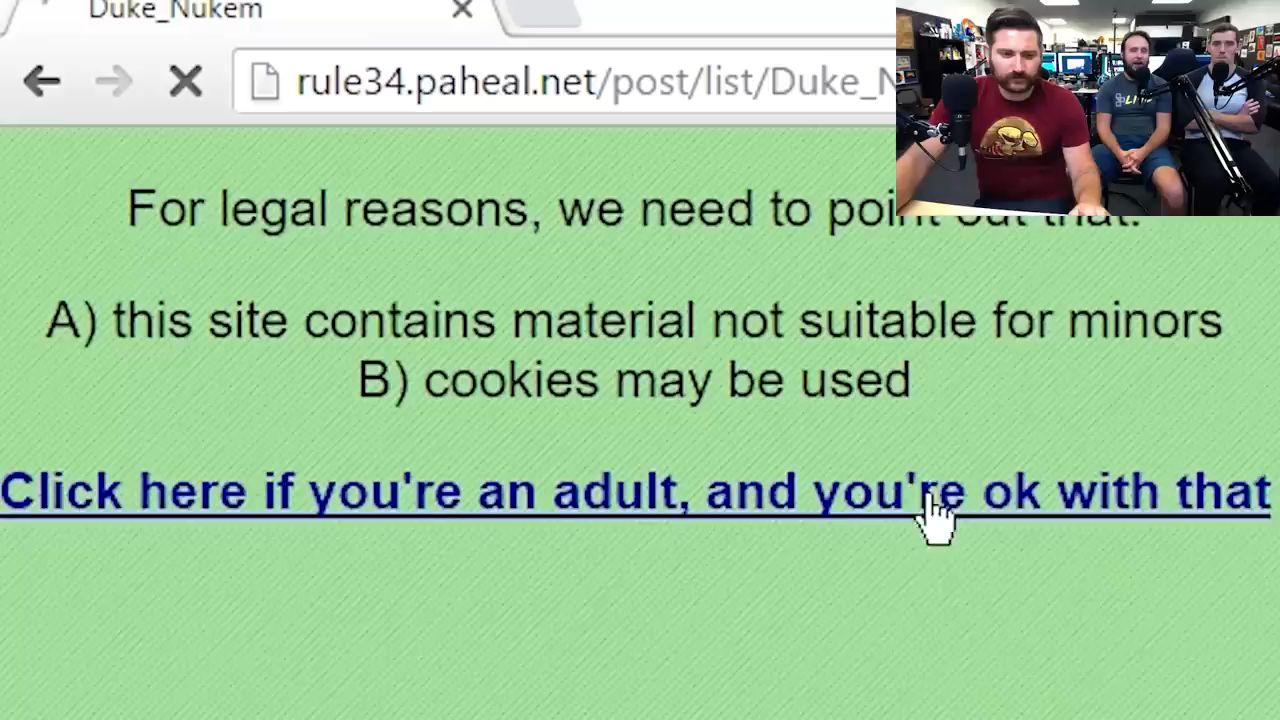 Duke_Nukem
rule34.paheal.net/post/list/Duke_N
For legal reasons, we need to point out that:
A) this site contains material not suitable for minors
B) cookies may be used
Click here if you're an adult, and you're ok with that